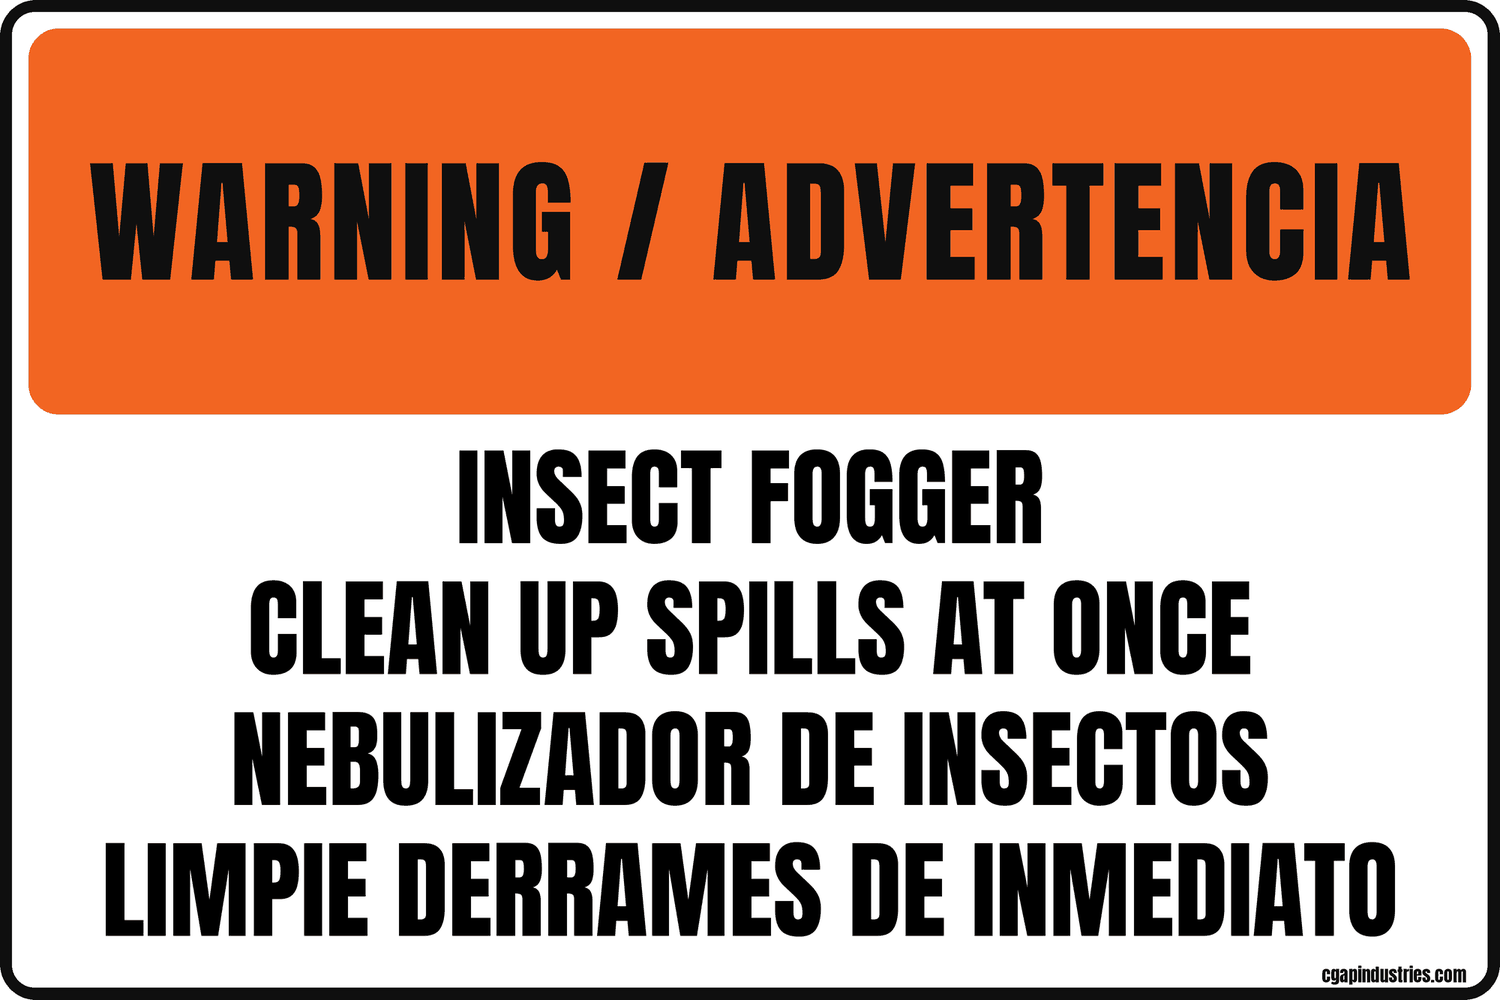 WARNING / ADVERTENCIA
INSECT FOGGER
CLEAN UP SPILLS AT ONCE
NEBULIZADOR DE INSECTOS
LIMPIE DERRAMES DE INMEDIATO
cgapindustries.com